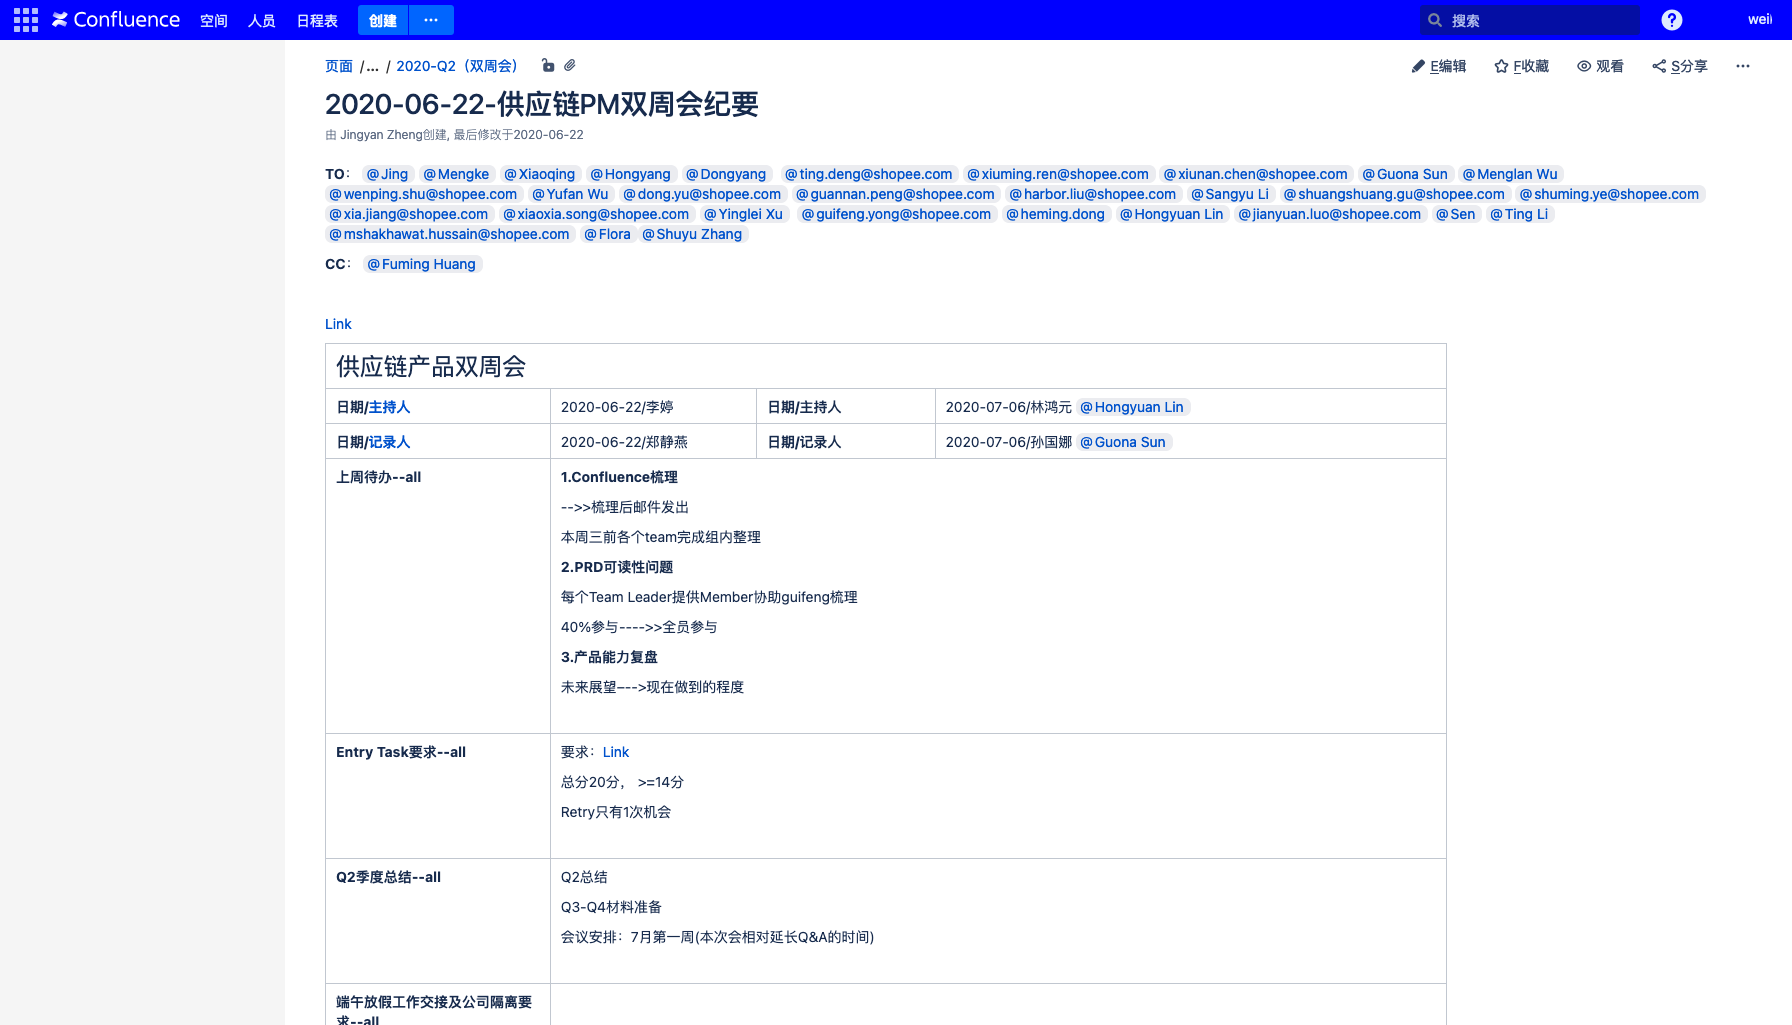 Confluence 空间 人员 日程表 创建 ··· 搜索 weil
页面 /... / 2020-Q2（双周会） E编辑 F收藏 观看 S分享 ···
2020-06-22-供应链PM双周会纪要
由 Jingyan Zheng创建, 最后修改于2020-06-22
TO： @Jing @Mengke @Xiaoqing @Hongyang @Dongyang @ting.deng@shopee.com @xiuming.ren@shopee.com @xiunan.chen@shopee.com @Guona Sun @Menglan Wu
@wenping.shu@shopee.com @Yufan Wu @dong.yu@shopee.com @guannan.peng@shopee.com @harbor.liu@shopee.com @Sangyu Li @shuangshuang.gu@shopee.com @shuming.ye@shopee.com
@xia.jiang@shopee.com @xiaoxia.song@shopee.com @Yinglei Xu @guifeng.yong@shopee.com @heming.dong @Hongyuan Lin @jianyuan.luo@shopee.com @Sen @Ting Li
@mshakhawat.hussain@shopee.com @Flora @Shuyu Zhang
CC： @Fuming Huang
Link
供应链产品双周会
日期/主持人 2020-06-22/李婷 日期/主持人 2020-07-06/林鸿元 @Hongyuan Lin
日期/记录人 2020-06-22/郑静燕 日期/记录人 2020-07-06/孙国娜 @Guona Sun
上周待办--all 1.Confluence梳理
-->>梳理后邮件发出
本周三前各个team完成组内整理
2.PRD可读性问题
每个Team Leader提供Member协助guifeng梳理
40%参与---->>全员参与
3.产品能力复盘
未来展望–-->现在做到的程度
Entry Task要求--all 要求：Link
总分20分， >=14分
Retry只有1次机会
Q2季度总结--all Q2总结
Q3-Q4材料准备
会议安排：7月第一周(本次会相对延长Q&A的时间)
端午放假工作交接及公司隔离要
求--all